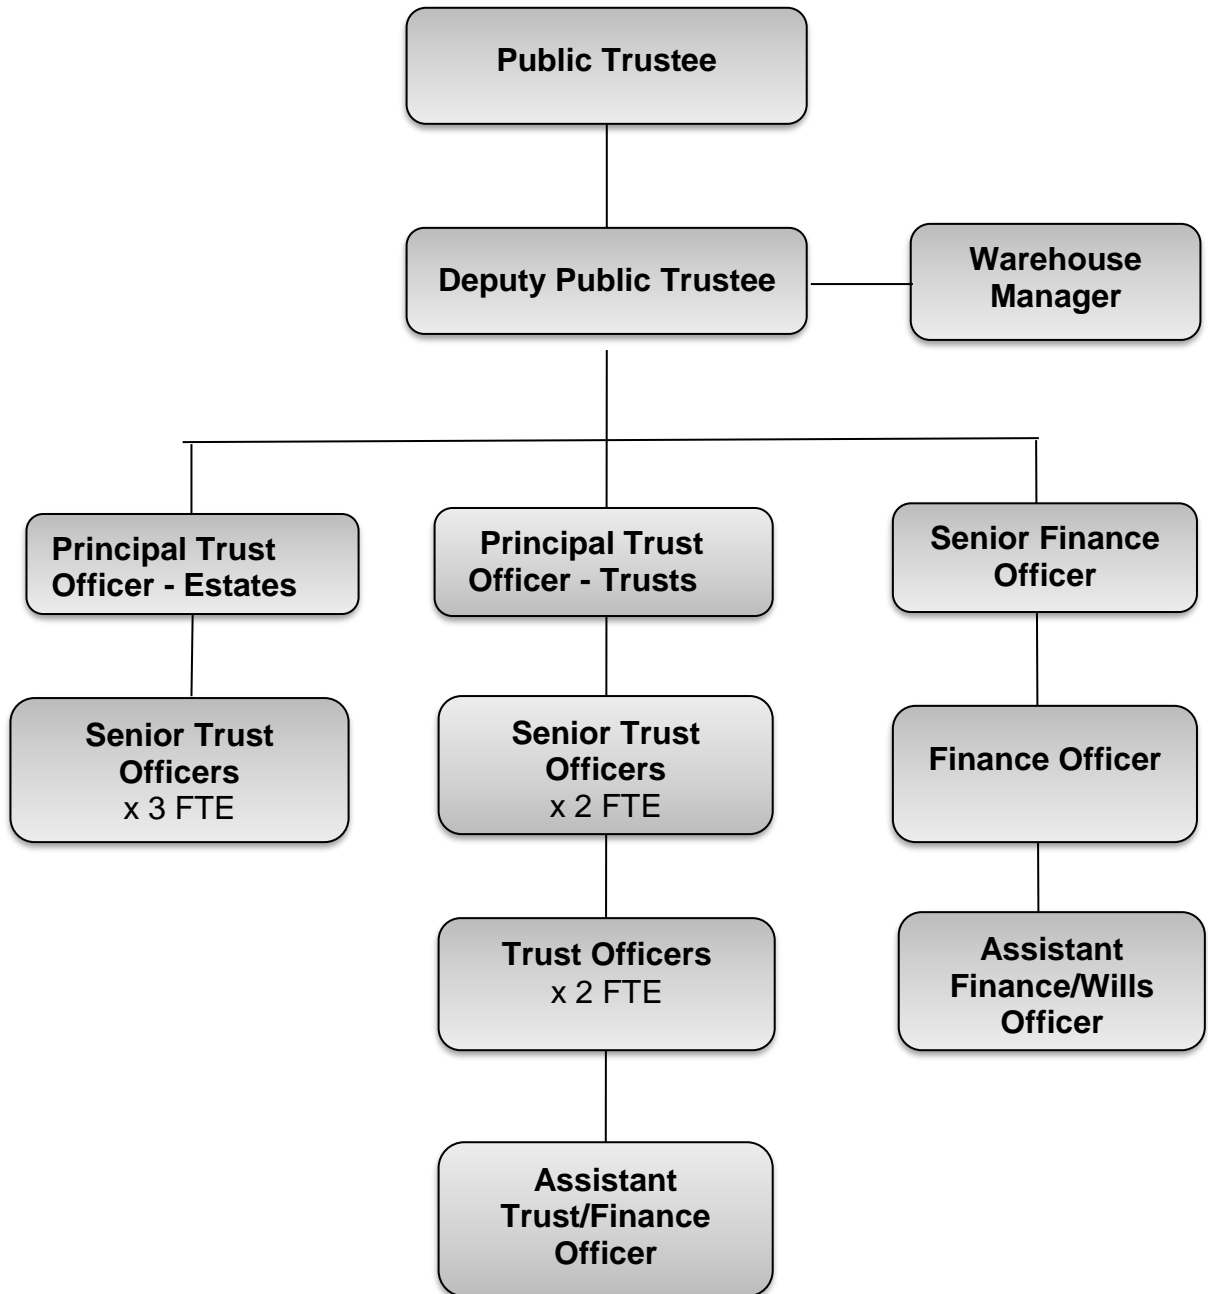 Public Trustee
Deputy Public Trustee
Warehouse
Manager
Principal Trust
Officer - Estates
Principal Trust
Officer - Trusts
Senior Finance
Officer
Senior Trust
Officers
x 3 FTE
Senior Trust
Officers
x 2 FTE
Finance Officer
Trust Officers
x 2 FTE
Assistant
Finance/Wills
Officer
Assistant
Trust/Finance
Officer